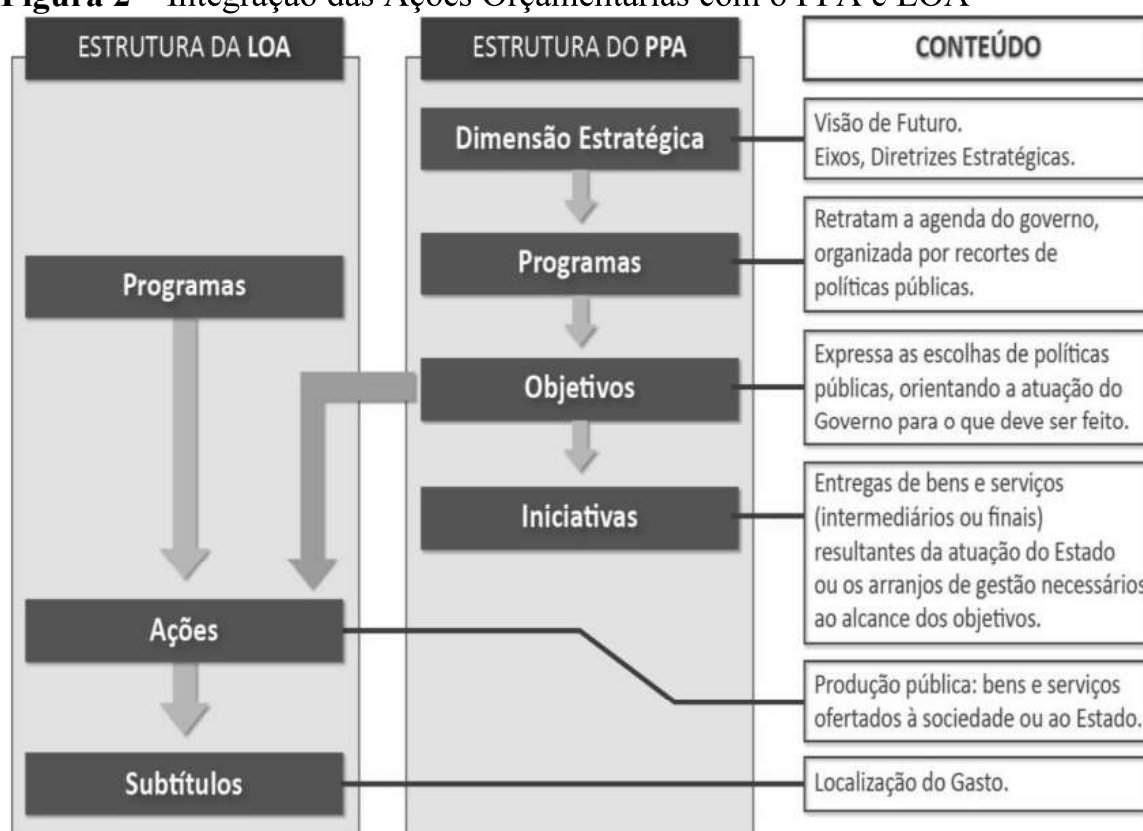 Figura 2 – Integração das Ações Orçamentárias com o PPA e LOA
ESTRUTURA DA LOA
ESTRUTURA DO PPA
CONTEÚDO
Dimensão Estratégica
Visão de Futuro.
Eixos, Diretrizes Estratégicas.
Programas
Programas
Retratam a agenda do governo,
organizada por recortes de
políticas públicas.
Objetivos
Expressa as escolhas de políticas
públicas, orientando a atuação do
Governo para o que deve ser feito.
Iniciativas
Entregas de bens e serviços
(intermediários ou finais)
resultantes da atuação do Estado
ou os arranjos de gestão necessários
ao alcance dos objetivos.
Ações
Produção pública: bens e serviços
ofertados à sociedade ou ao Estado.
Subtítulos
Localização do Gasto.